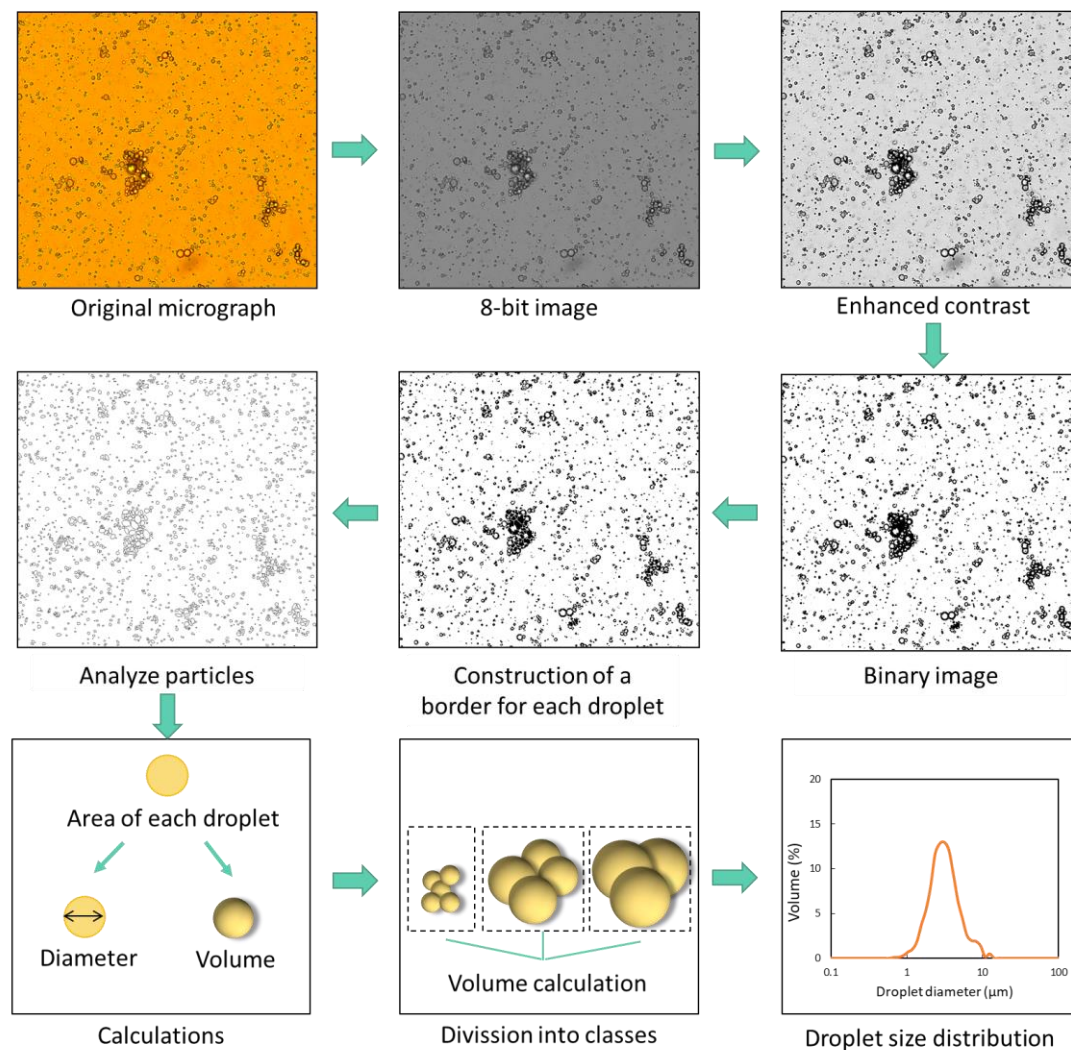 Original micrograph
8-bit image
Enhanced contrast
Analyze particles
Construction of a
border for each droplet
Binary image
Area of each droplet
Diameter
Volume
Calculations
Volume calculation
Divission into classes
20
15
10
5
0
Volume (%)
0.1
1
10
100
Droplet diameter (µm)
Droplet size distribution